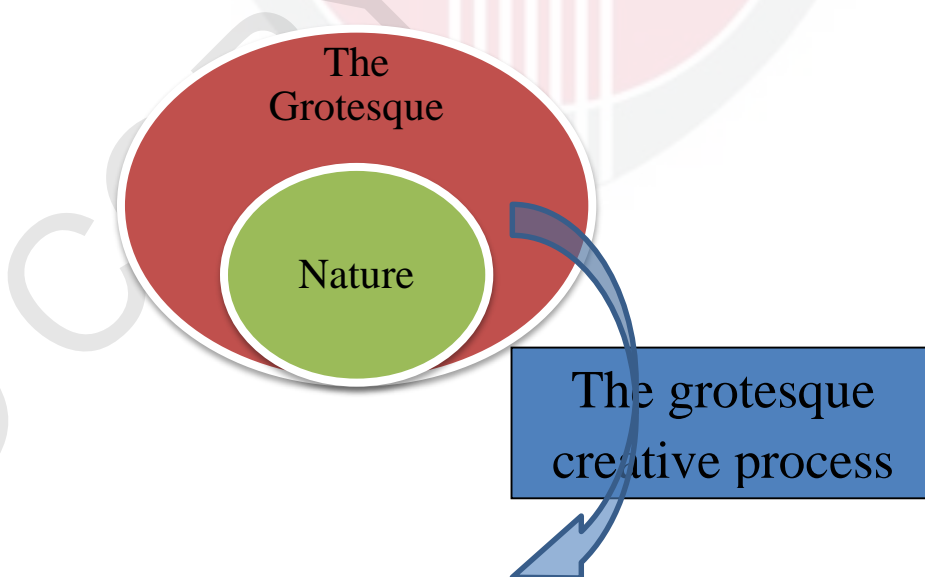 The
Grotesque
Nature
The grotesque
creative process